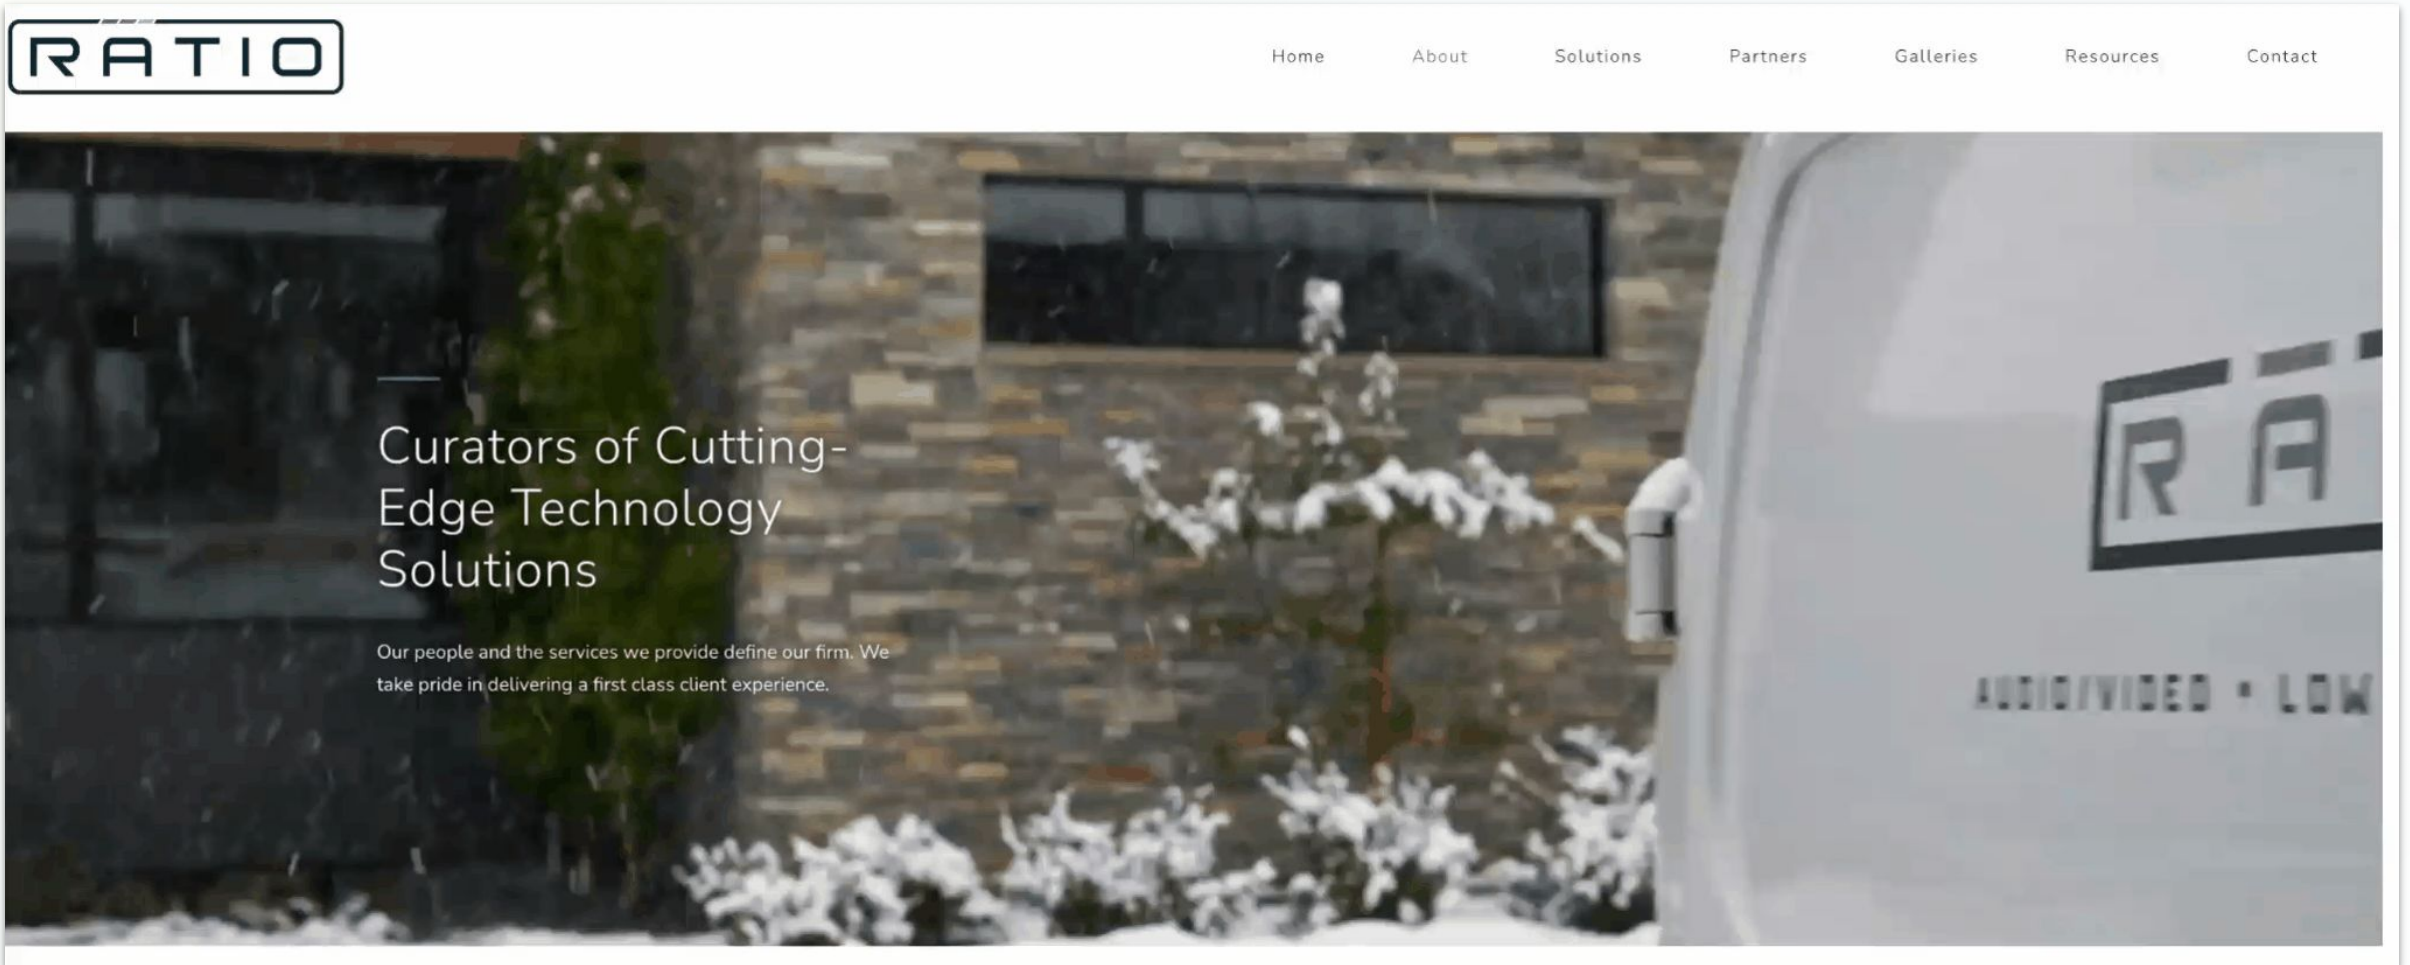 RATIO
Home About Solutions Partners Galleries Resources Contact
Curators of Cutting-
Edge Technology
Solutions
Our people and the services we provide define our firm. We
take pride in delivering a first class client experience.
R A
AUDIO/VIDEO • LOW